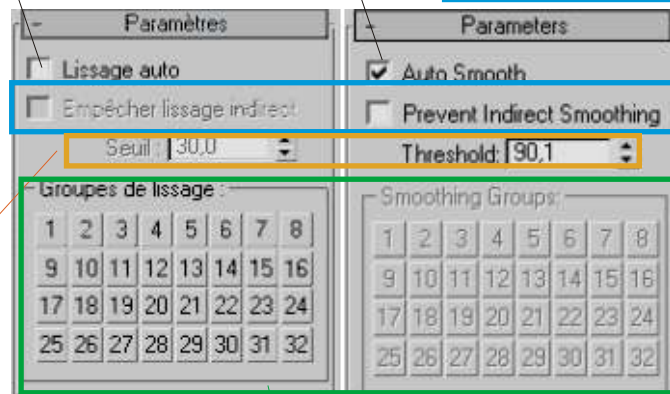 - Paramètres
Lissage auto
Empêcher lissage indirect
Seuil : 30,0
Groupes de lissage :
1 2 3 4 5 6 7 8
9 10 11 12 13 14 15 16
17 18 19 20 21 22 23 24
25 26 27 28 29 30 31 32
- Parameters
Auto Smooth
Prevent Indirect Smoothing
Threshold: 90,1
Smoothing Groups:
1 2 3 4 5 6 7 8
9 10 11 12 13 14 15 16
17 18 19 20 21 22 23 24
25 26 27 28 29 30 31 32